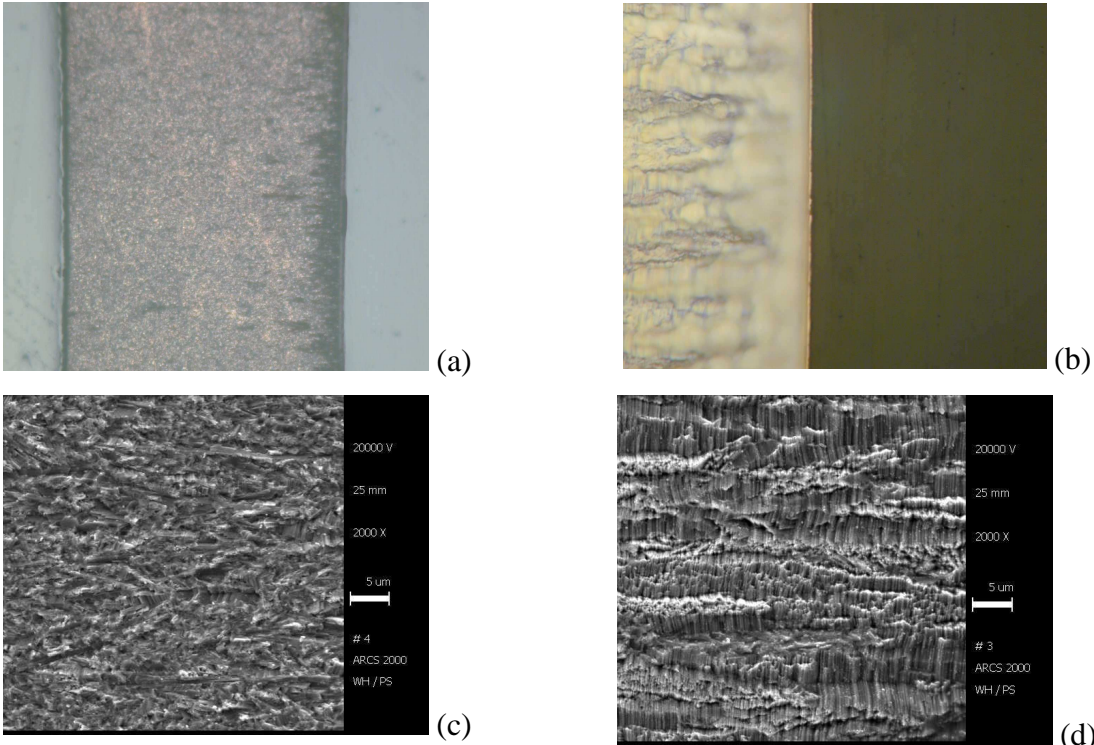 (a)
(b)
20000 V
25 mm
2000 X
5 um
# 4
ARCS 2000
WH / PS
(c)
20000 V
25 mm
2000 X
5 um
# 3
ARCS 2000
WH / PS
(d)